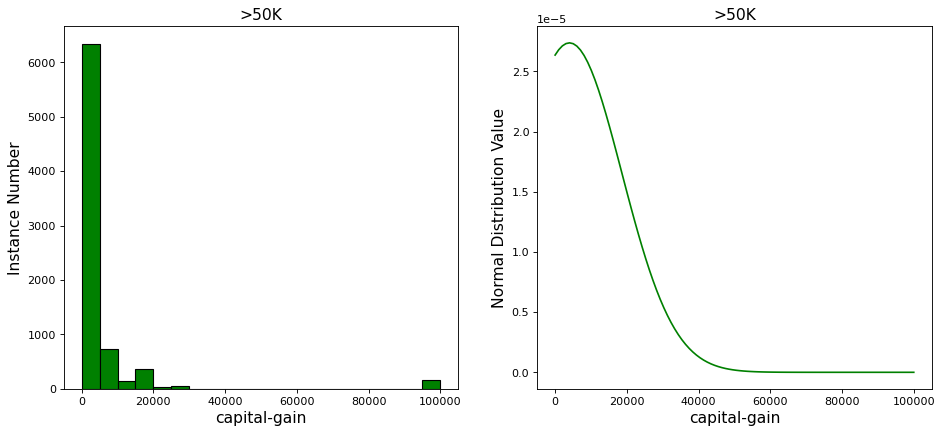 >50K
Instance Number
6000
5000
4000
3000
2000
1000
0
0 20000 40000 60000 80000 100000
capital-gain
>50K
1e−5
Normal Distribution Value
2.5
2.0
1.5
1.0
0.5
0.0
0 20000 40000 60000 80000 100000
capital-gain